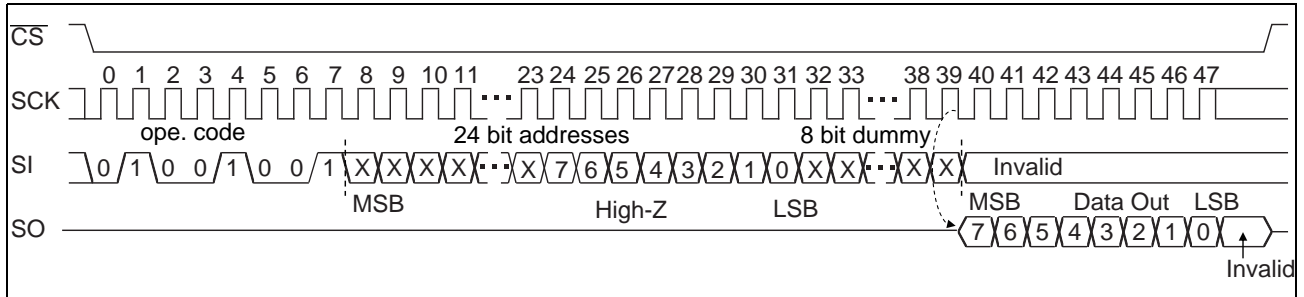 CS
0 1 2 3 4 5 6 7 8 9 10 11 23 24 25 26 27 28 29 30 31 32 33 38 39 40 41 42 43 44 45 46 47
SCK
ope. code 24 bit addresses 8 bit dummy
SI 0 1 0 0 1 0 0 1 X X X X X 7 6 5 4 3 2 1 0 X X X X Invalid
MSB High-Z LSB MSB Data Out LSB
SO 7 6 5 4 3 2 1 0
Invalid